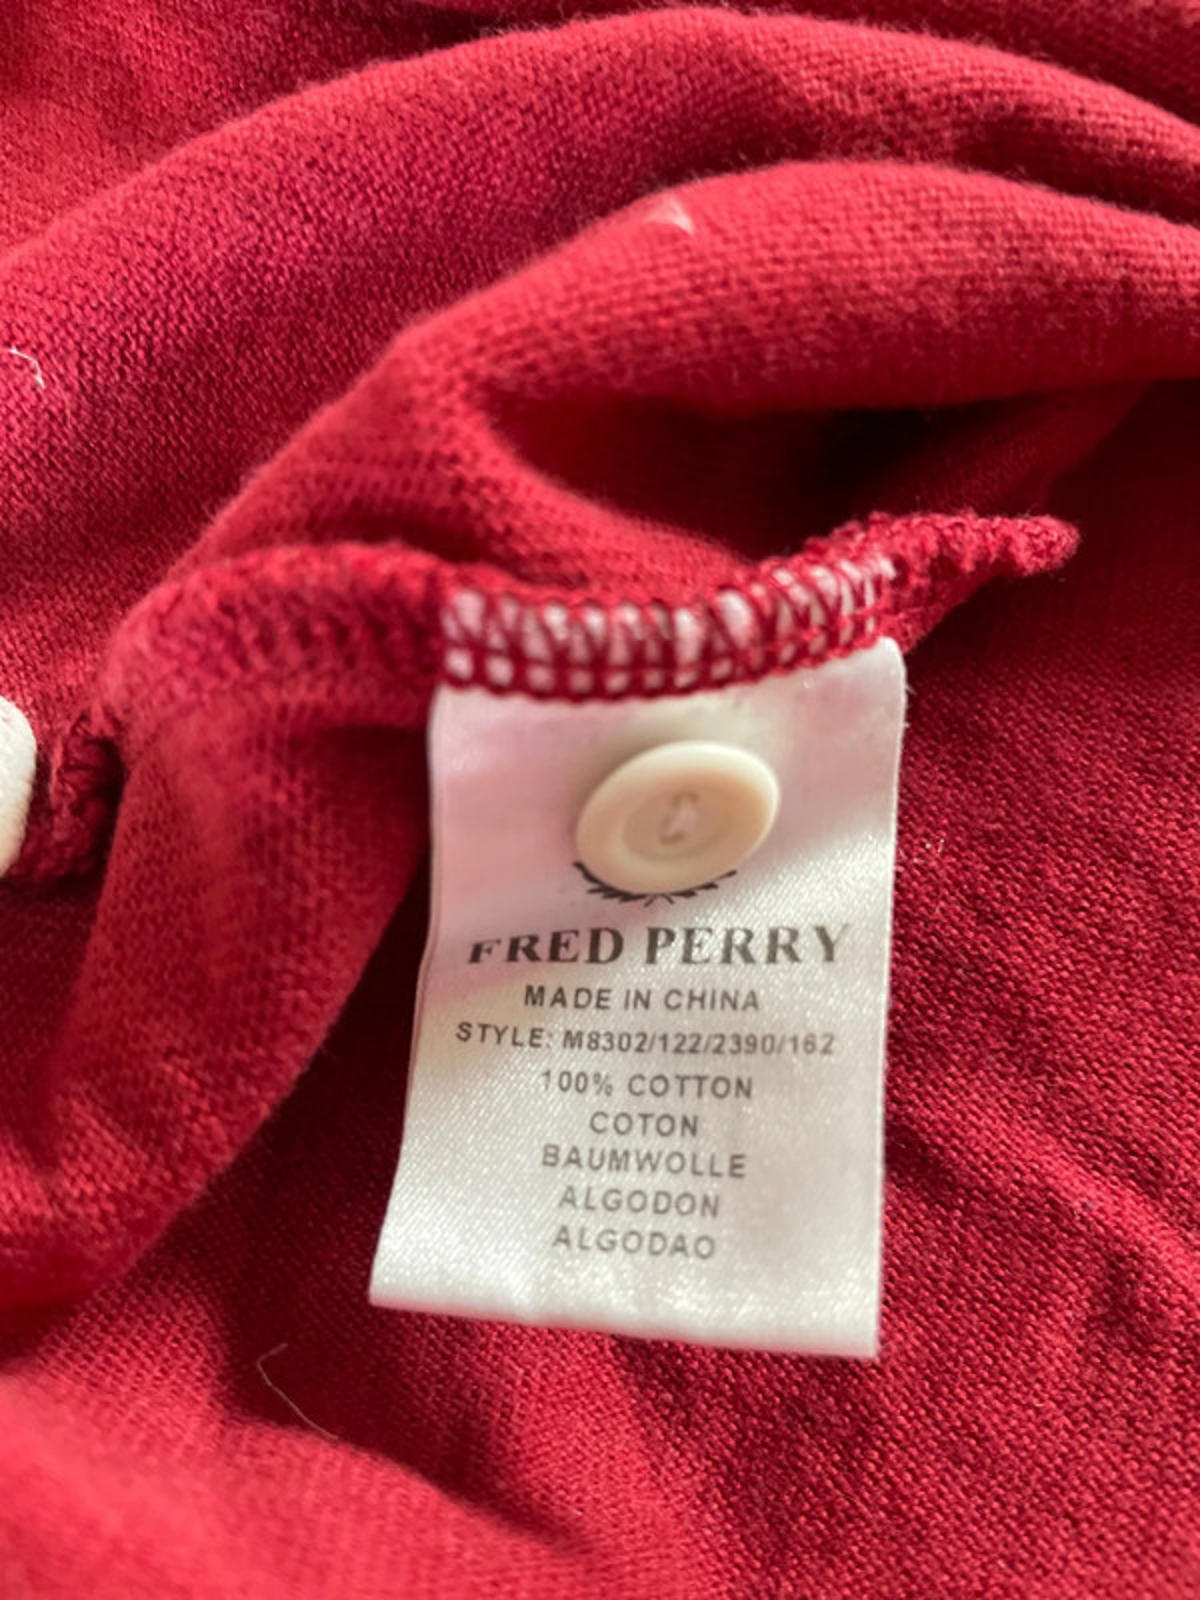 FRED PERRY
MADE IN CHINA
STYLE: M8302/122/2390/162
100% COTTON
COTON
BAUMWOLLE
ALGODON
ALGODAO